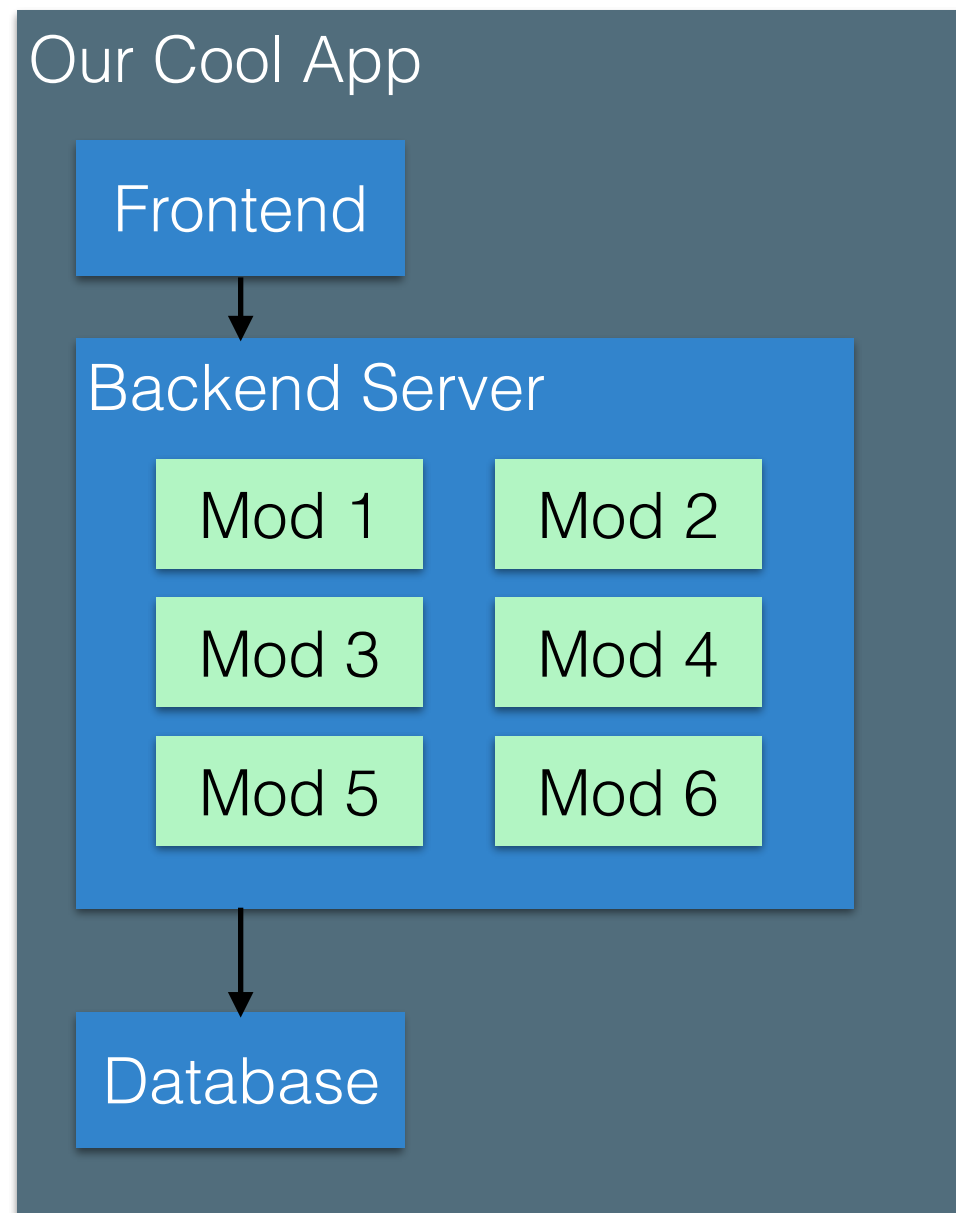 Our Cool App
Frontend
Backend Server
Mod 1
Mod 2
Mod 3
Mod 4
Mod 5
Mod 6
Database